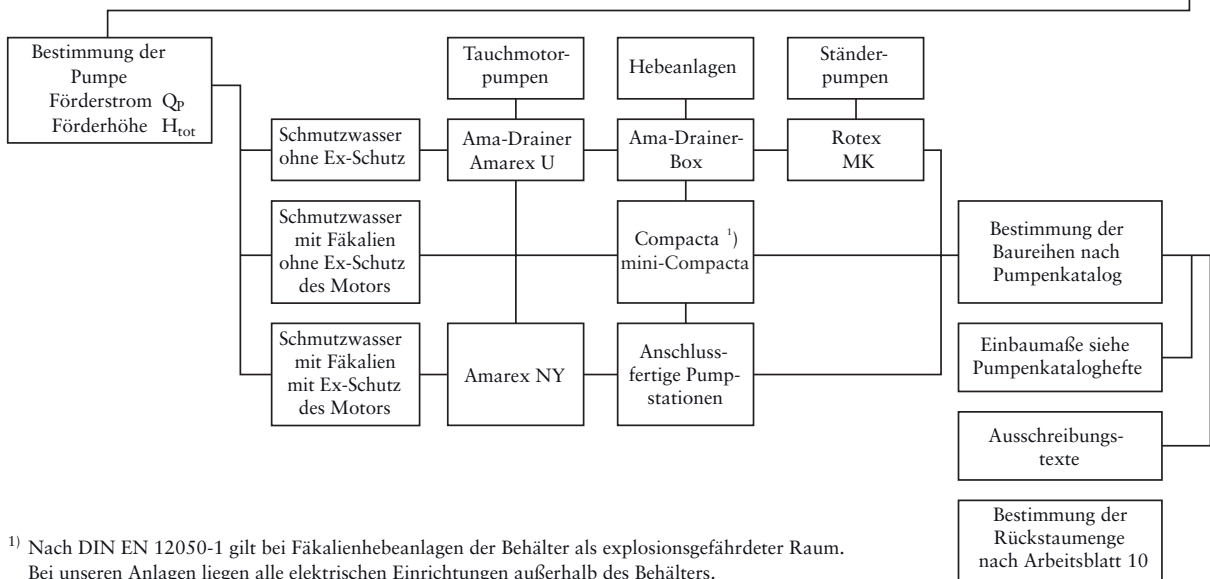 Bestimmung der
Pumpe
Förderstrom Qp
Förderhöhe Htot
Tauchmotor-
pumpen
Hebeanlagen
Ständer-
pumpen
Schmutzwasser
ohne Ex-Schutz
Ama-Drainer
Amarex U
Ama-Drainer-
Box
Rotex
MK
Schmutzwasser
mit Fäkalien
ohne Ex-Schutz
des Motors
Compacta 1)
mini-Compacta
Bestimmung der
Baureihen nach
Pumpenkatalog
Schmutzwasser
mit Fäkalien
mit Ex-Schutz
des Motors
Amarex NY
Anschluss-
fertige Pump-
stationen
Einbaumaße siehe
Pumpenkataloghefte
Ausschreibungs-
texte
Bestimmung der
Rückstaumenge
nach Arbeitsblatt 10
1) Nach DIN EN 12050-1 gilt bei Fäkalienhebeanlagen der Behälter als explosionsgefährdeter Raum.
Bei unseren Anlagen liegen alle elektrischen Einrichtungen außerhalb des Behälters.